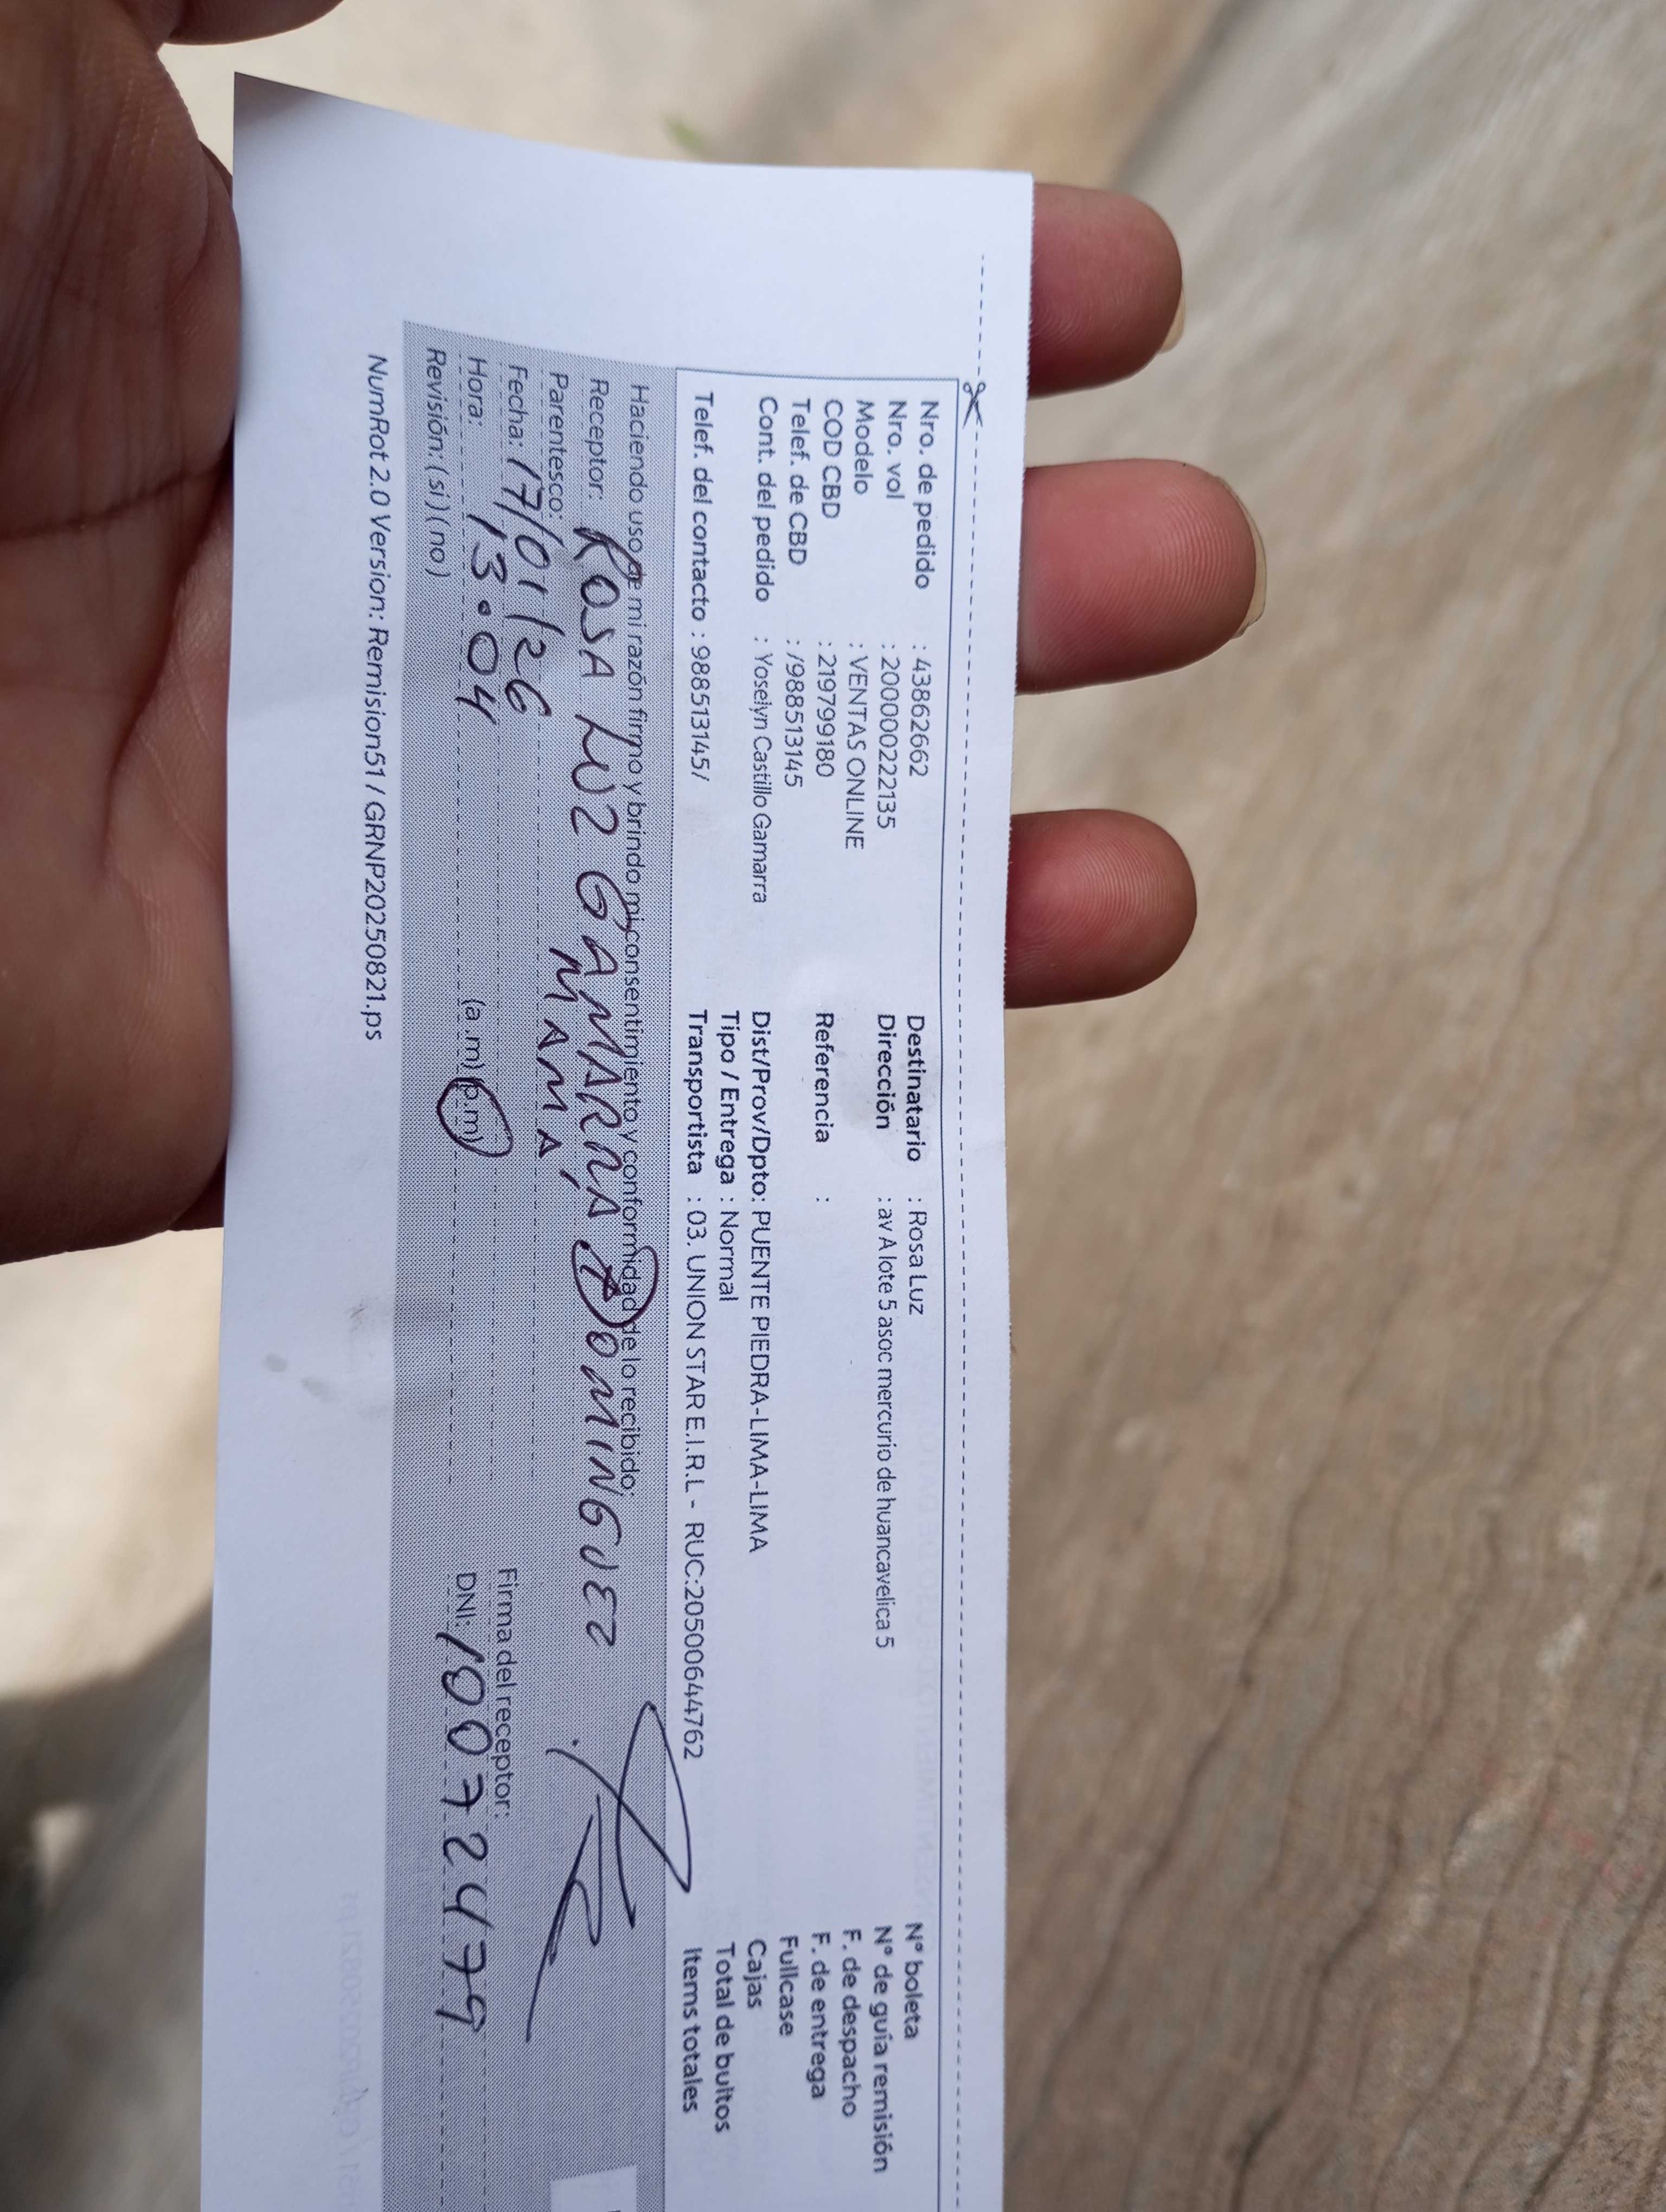 Nro. de pedido : 43862662
Nro. vol : 20000022213​5
Modelo : VENTAS ONLINE
COD CBD : 219799180
Telef. de CBD : /988513145
Cont. del pedido : Yoselyn Castillo Gamarra
Telef. del contacto : 988513145/
Destinatario : Rosa Luz
Dirección : av A lote 5 asoc mercurio de huancavelica 5
Referencia :
Dist/Prov/Dpto: PUENTE PIEDRA-LIMA-LIMA
Tipo / Entrega : Normal
Transportista : 03. UNION STAR E.I.R.L - RUC:20500644762
N° boleta
N° de guía remisión
F. de despacho
F. de entrega
Fullcase
Cajas
Total de bultos
Items totales
Haciendo uso de mi razón firmo y brindo mi consentimiento y conformidad de lo recibido:
Receptor: ROSA LUZ GAMARRA DOMINGUEZ
Parentesco: MAMÁ
Fecha: 17/01/26
Hora: 13:04 (a.m) (p.m)
Revisión: (si) (no)
Firma del receptor:
DNI: 10072479
NumRot 2.0 Version: Remision51 / GRNP20250821.ps